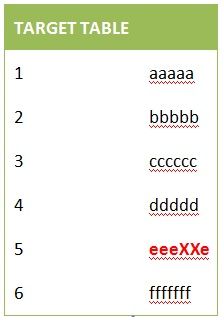 TARGET TABLE
1 aaaaa
2 bbbbb
3 cccccc
4 ddddd
5 eeeXXe
6 fffffff